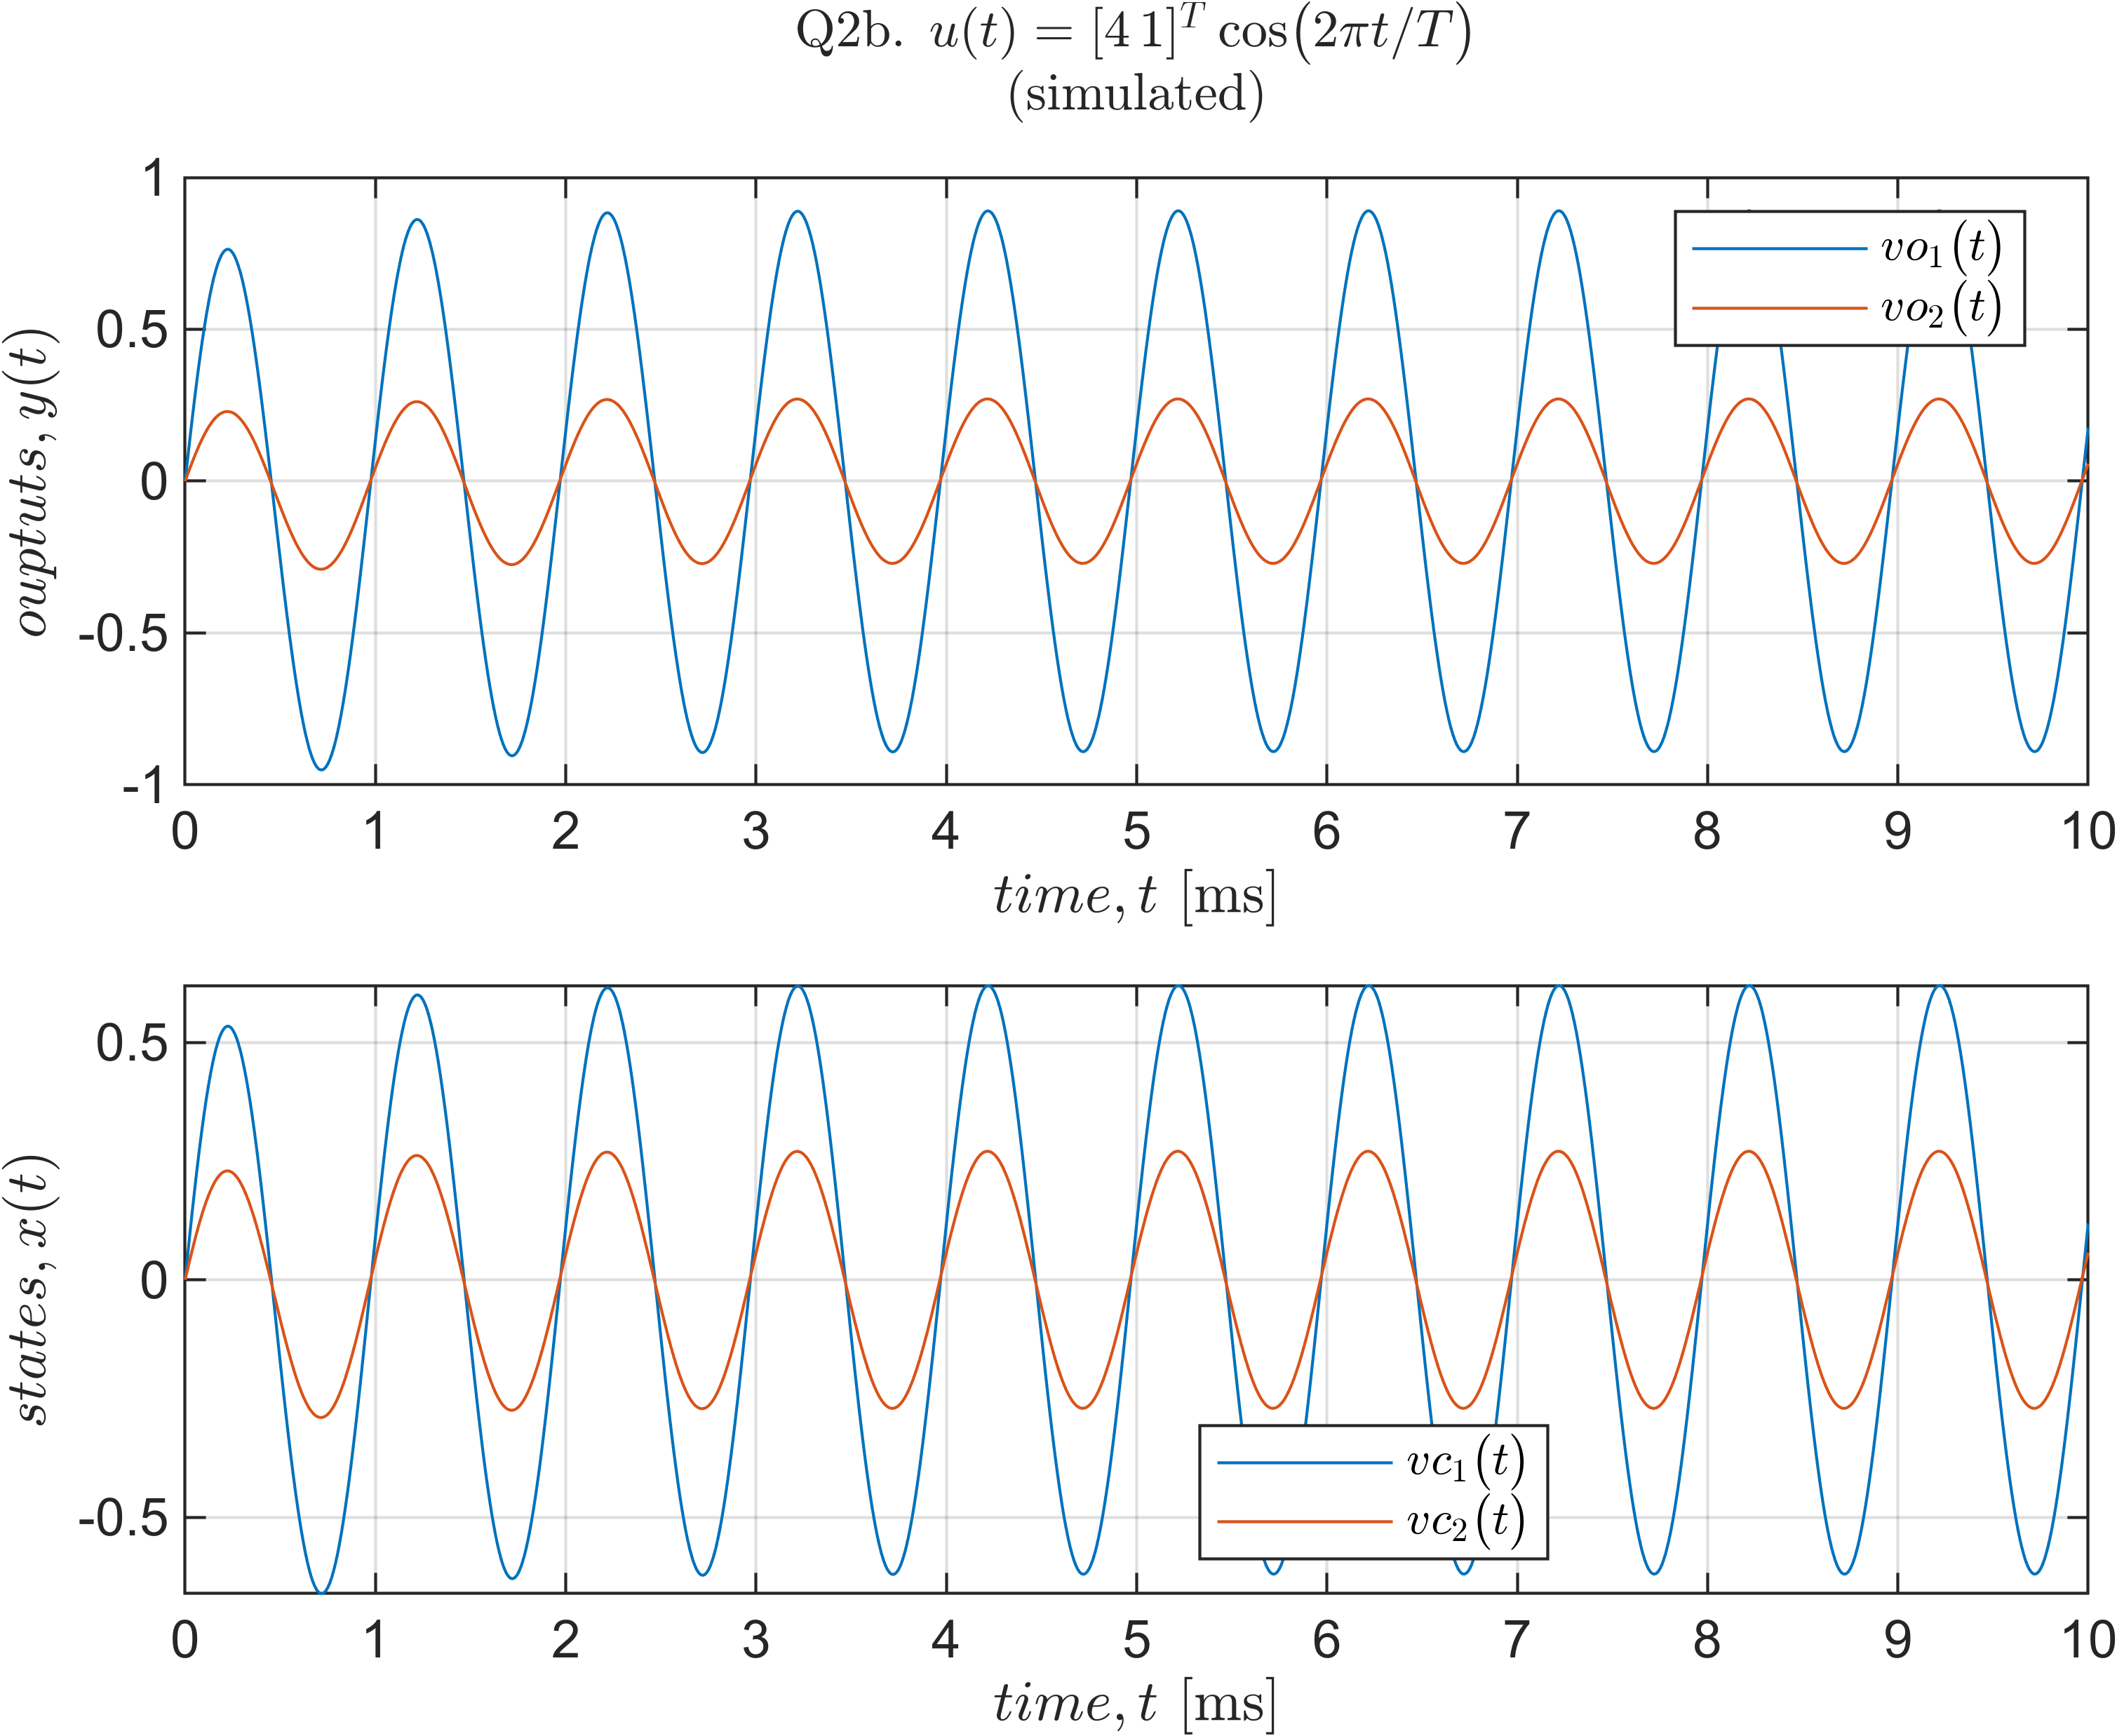 Q2b. u(t) = [4 1]^T cos(2πt/T)
(simulated)
ouptuts, y(t)
1
0.5
0
-0.5
-1
vo₁(t)
vo₂(t)
0 1 2 3 4 5 6 7 8 9 10
time, t [ms]
states, x(t)
0.5
0
-0.5
vc₁(t)
vc₂(t)
0 1 2 3 4 5 6 7 8 9 10
time, t [ms]